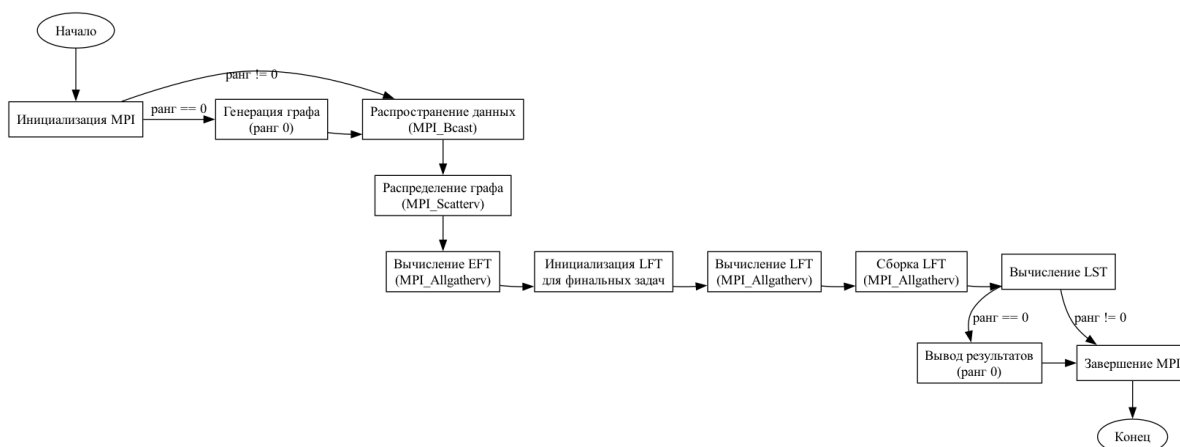 Начало
ранг != 0
Инициализация MPI
ранг == 0
Генерация графа
(ранг 0)
Распространение данных
(MPI_Bcast)
Распределение графа
(MPI_Scatterv)
Вычисление EFT
(MPI_Allgatherv)
Инициализация LFT
для финальных задач
Вычисление LFT
(MPI_Allgatherv)
Сборка LFT
(MPI_Allgatherv)
Вычисление LST
ранг == 0
ранг != 0
Вывод результатов
(ранг 0)
Завершение MPI
Конец